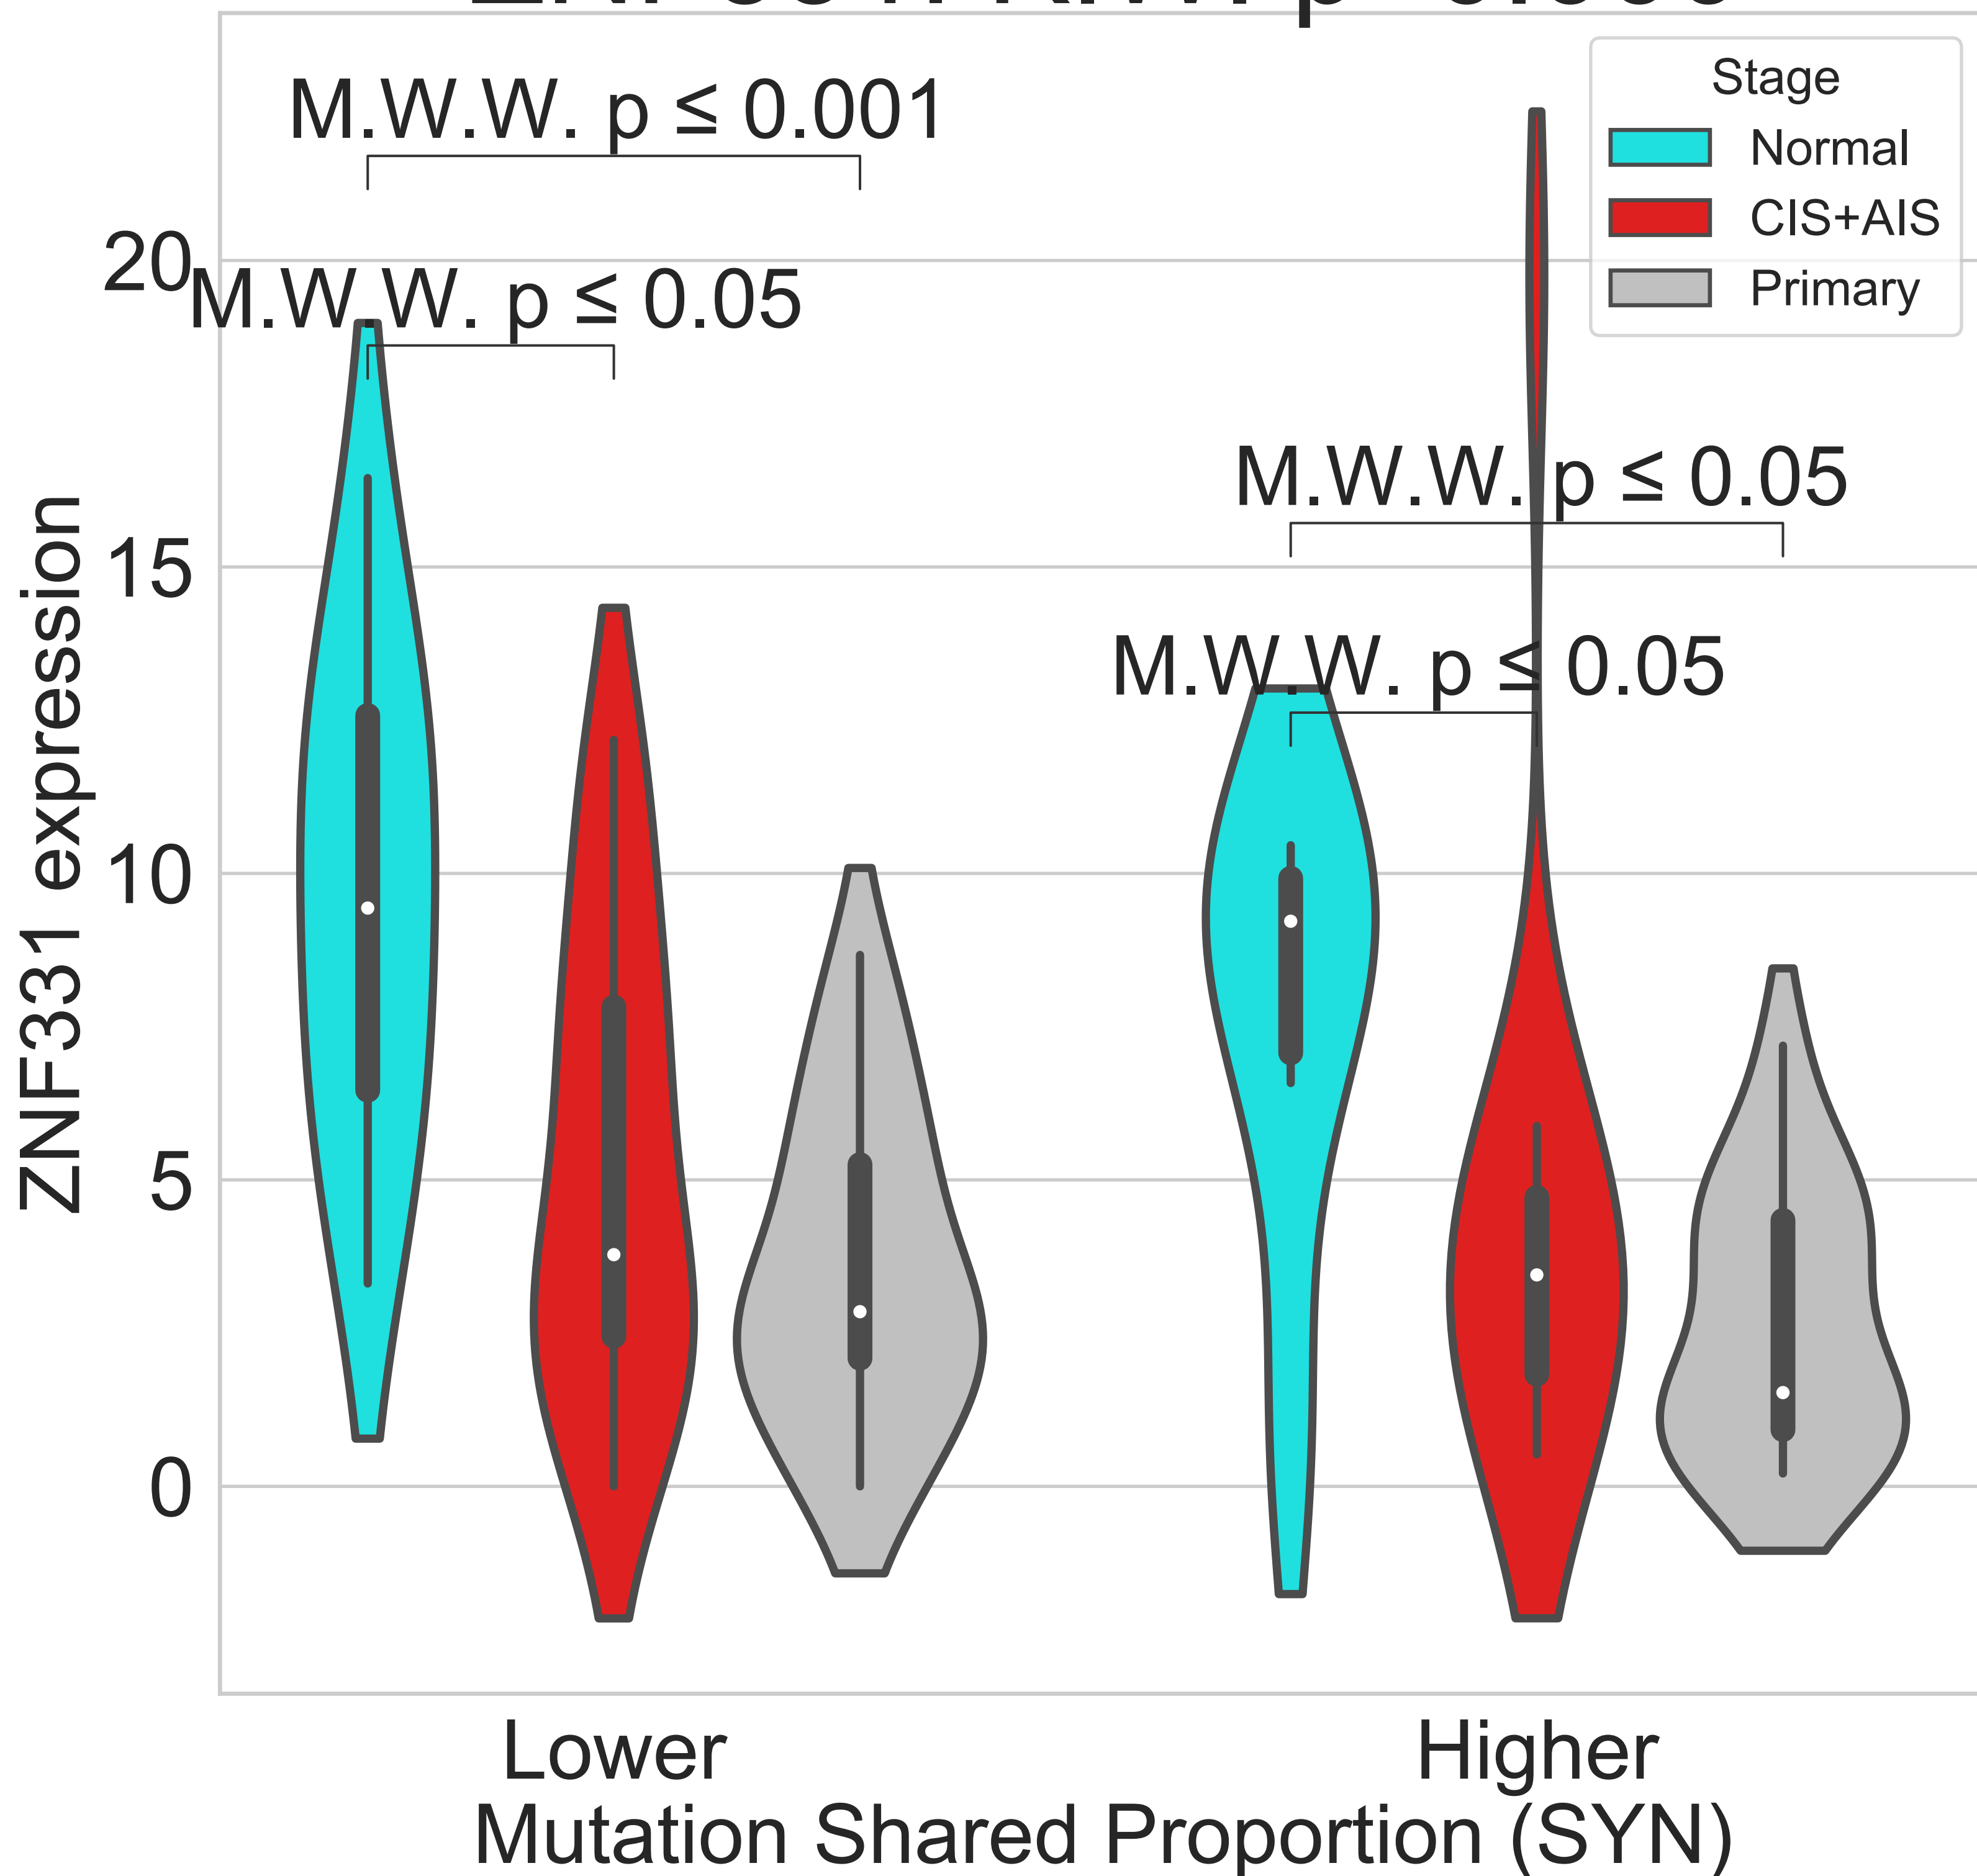 M.W.W. p ≤ 0.001
M.W.W. p ≤ 0.05
M.W.W. p ≤ 0.05
M.W.W. p ≤ 0.05
Stage
Normal
CIS+AIS
Primary
ZNF331 expression
20
15
10
5
0
Lower
Higher
Mutation Shared Proportion (SYN)